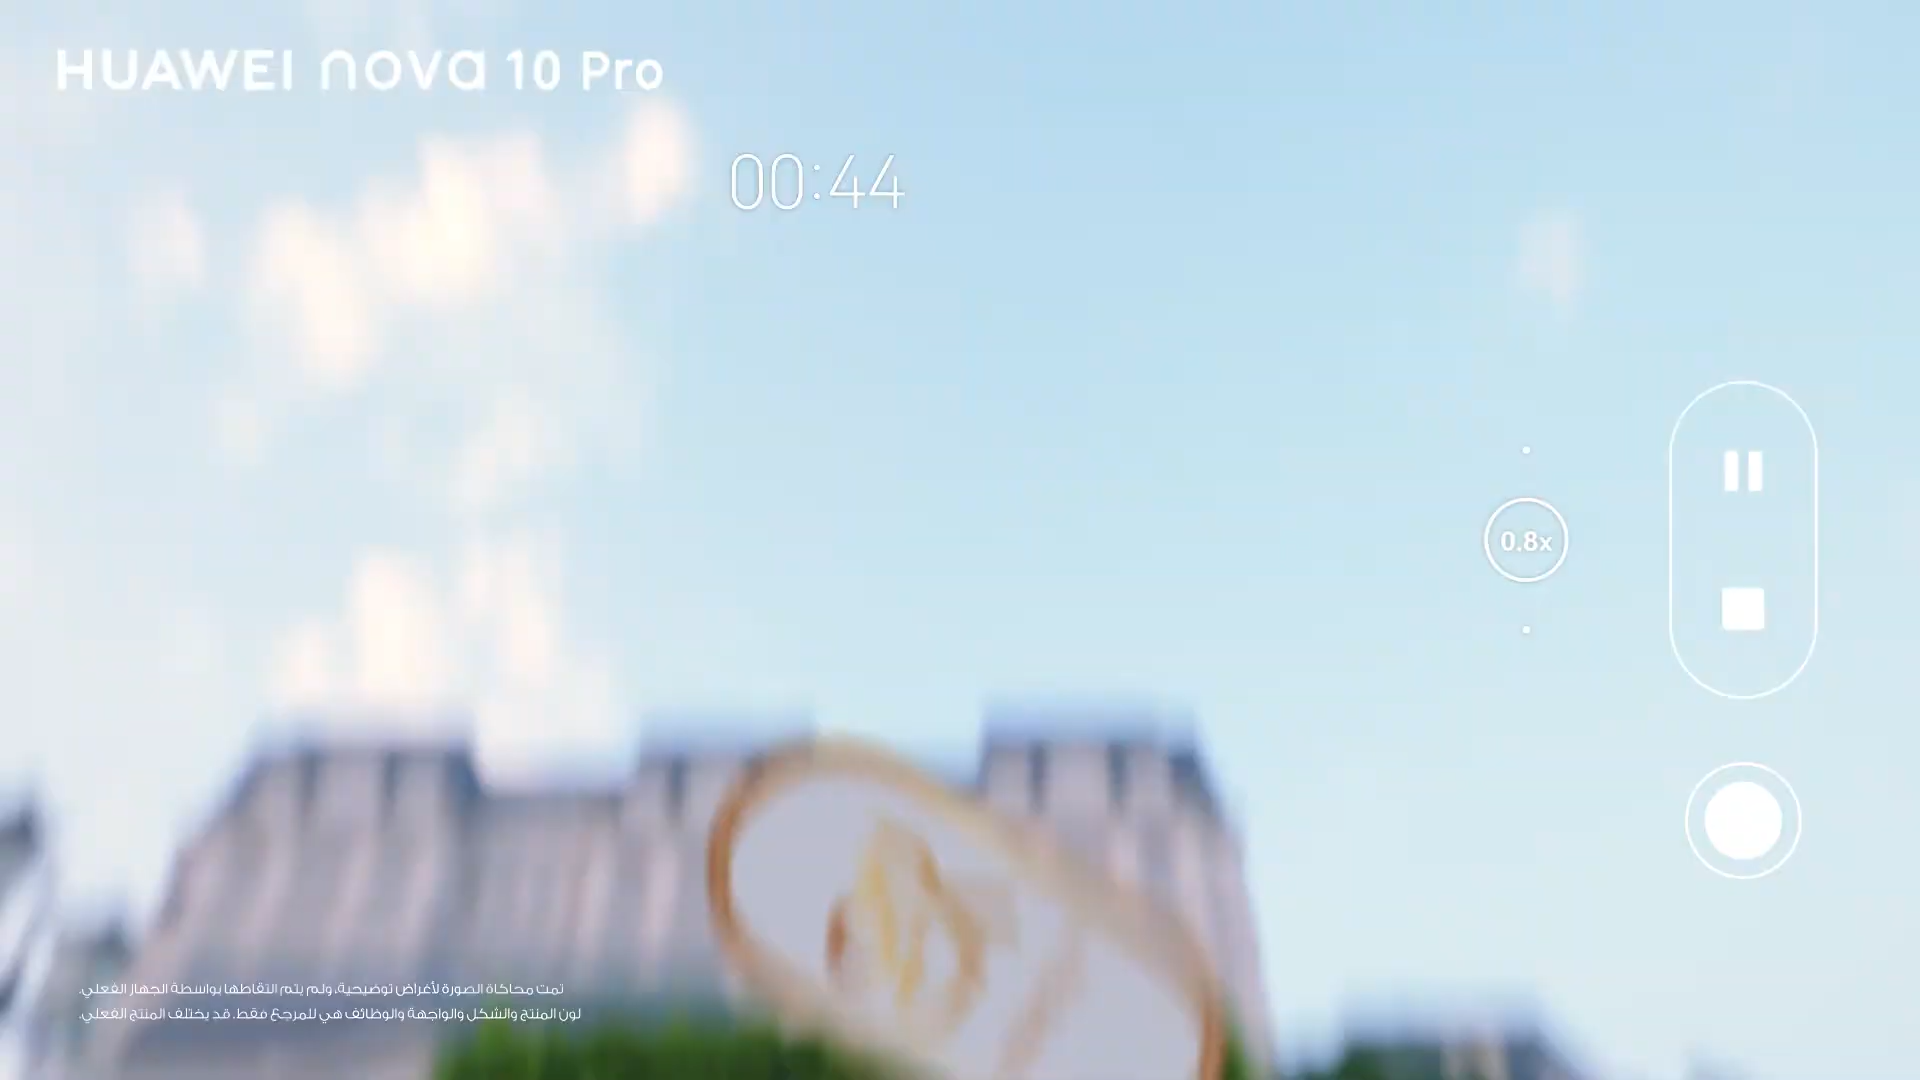 HUAWEI nova 10 Pro
00:44
0.8x
تمت محاكاة الصورة لأغراض توضيحية، ولم يتم التقاطها بواسطة الجهاز الفعلي.
لون المنتج والشكل والواجهة والوظائف هي للمرجع فقط. قد يختلف المنتج الفعلي.